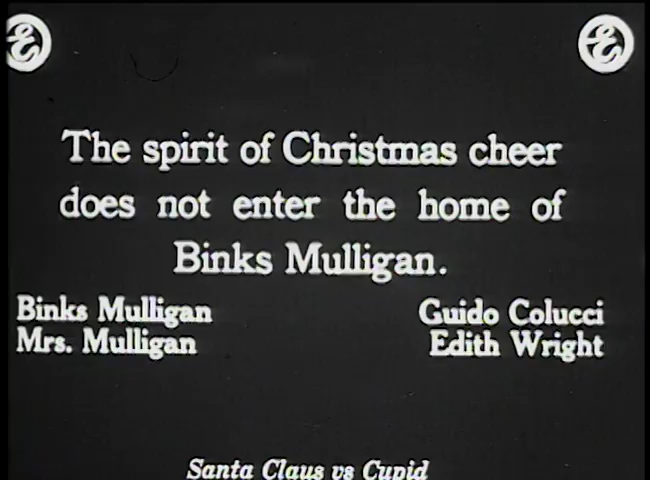 The spirit of Christmas cheer
does not enter the home of
Binks Mulligan.
Binks Mulligan Guido Colucci
Mrs. Mulligan Edith Wright
Santa Claus vs Cupid